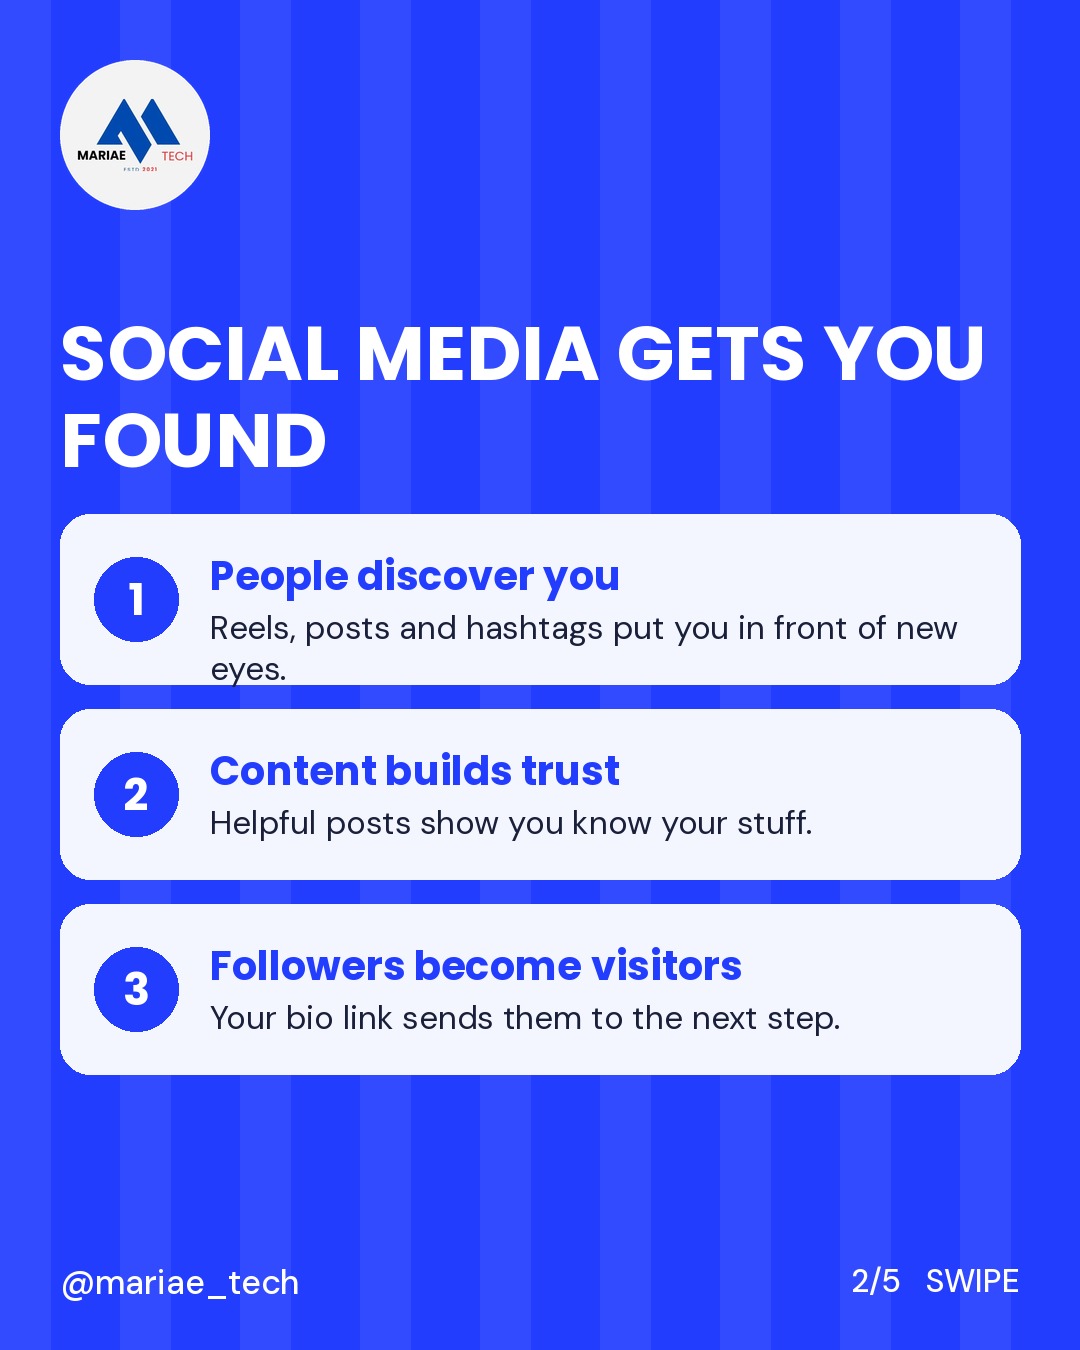 MARIAE TECH
ESTD 2021
SOCIAL MEDIA GETS YOU
FOUND
1
People discover you
Reels, posts and hashtags put you in front of new
eyes.
2
Content builds trust
Helpful posts show you know your stuff.
3
Followers become visitors
Your bio link sends them to the next step.
@mariae_tech
2/5 SWIPE